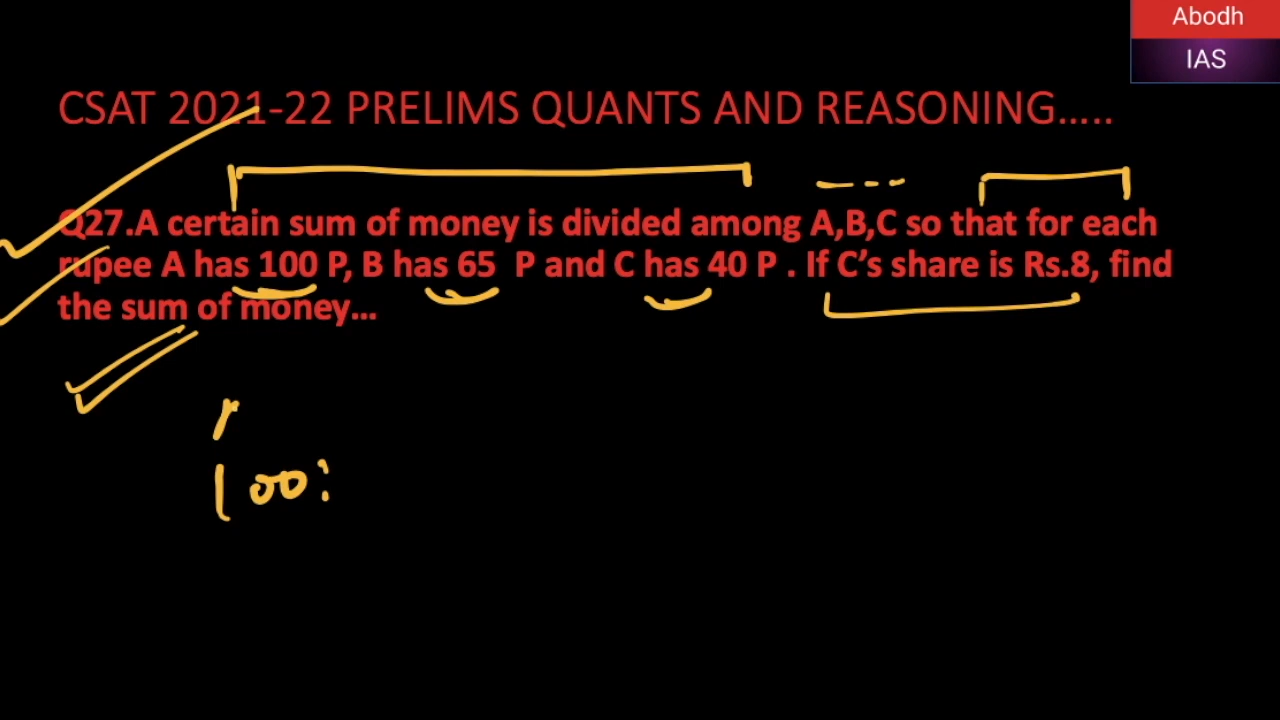 Abodh
IAS
CSAT 2021-22 PRELIMS QUANTS AND REASONING.....
Q27.A certain sum of money is divided among A,B,C so that for each
rupee A has 100 P, B has 65 P and C has 40 P . If C's share is Rs.8, find
the sum of money...
100: